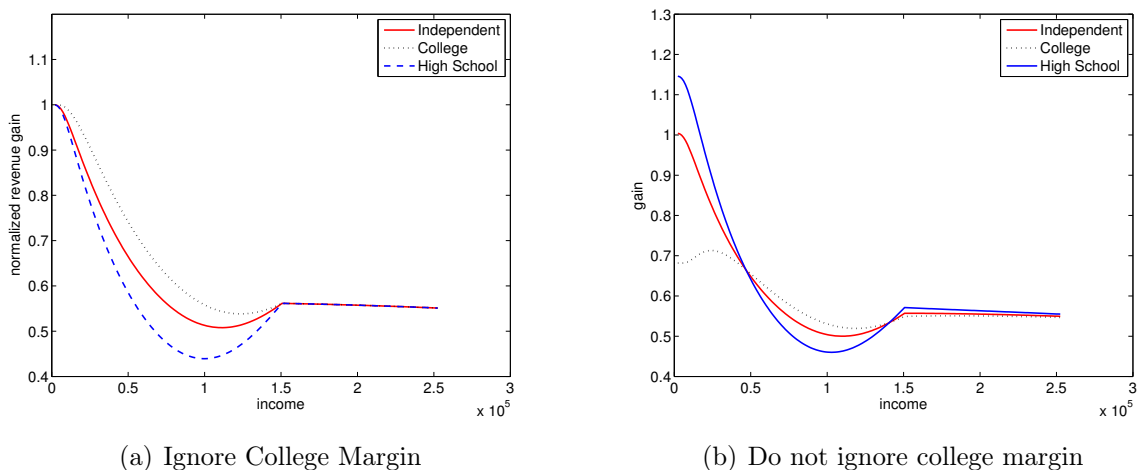 Independent
College
High School
1.1
1
0.9
0.8
0.7
0.6
0.5
0.4
normalized revenue gain
0 0.5 1 1.5 2 2.5 3
income
x 10^5
(a) Ignore College Margin
Independent
College
High School
1.3
1.2
1.1
1
0.9
0.8
0.7
0.6
0.5
0.4
gain
0 0.5 1 1.5 2 2.5 3
income
x 10^5
(b) Do not ignore college margin